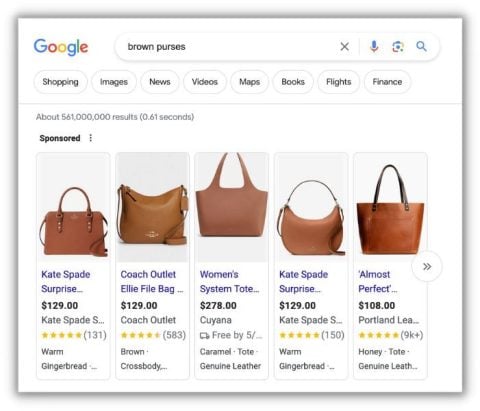 Google
brown purses
Shopping Images News Videos Maps Books Flights Finance
About 561,000,000 results (0.61 seconds)
Sponsored
Kate Spade
Surprise...
$129.00
Kate Spade S...
(131)
Warm
Gingerbread ·...
Coach Outlet
Ellie File Bag ...
$129.00
Coach Outlet
(583)
Brown ·
Crossbody,...
Women's
System Tote...
$278.00
Cuyana
Free by 5/...
Caramel · Tote ·
Genuine Leather
Kate Spade
Surprise...
$129.00
Kate Spade S...
(150)
Warm
Gingerbread ·...
'Almost
Perfect'...
$108.00
Portland Lea...
(9k+)
Honey · Tote ·
Genuine Leath...